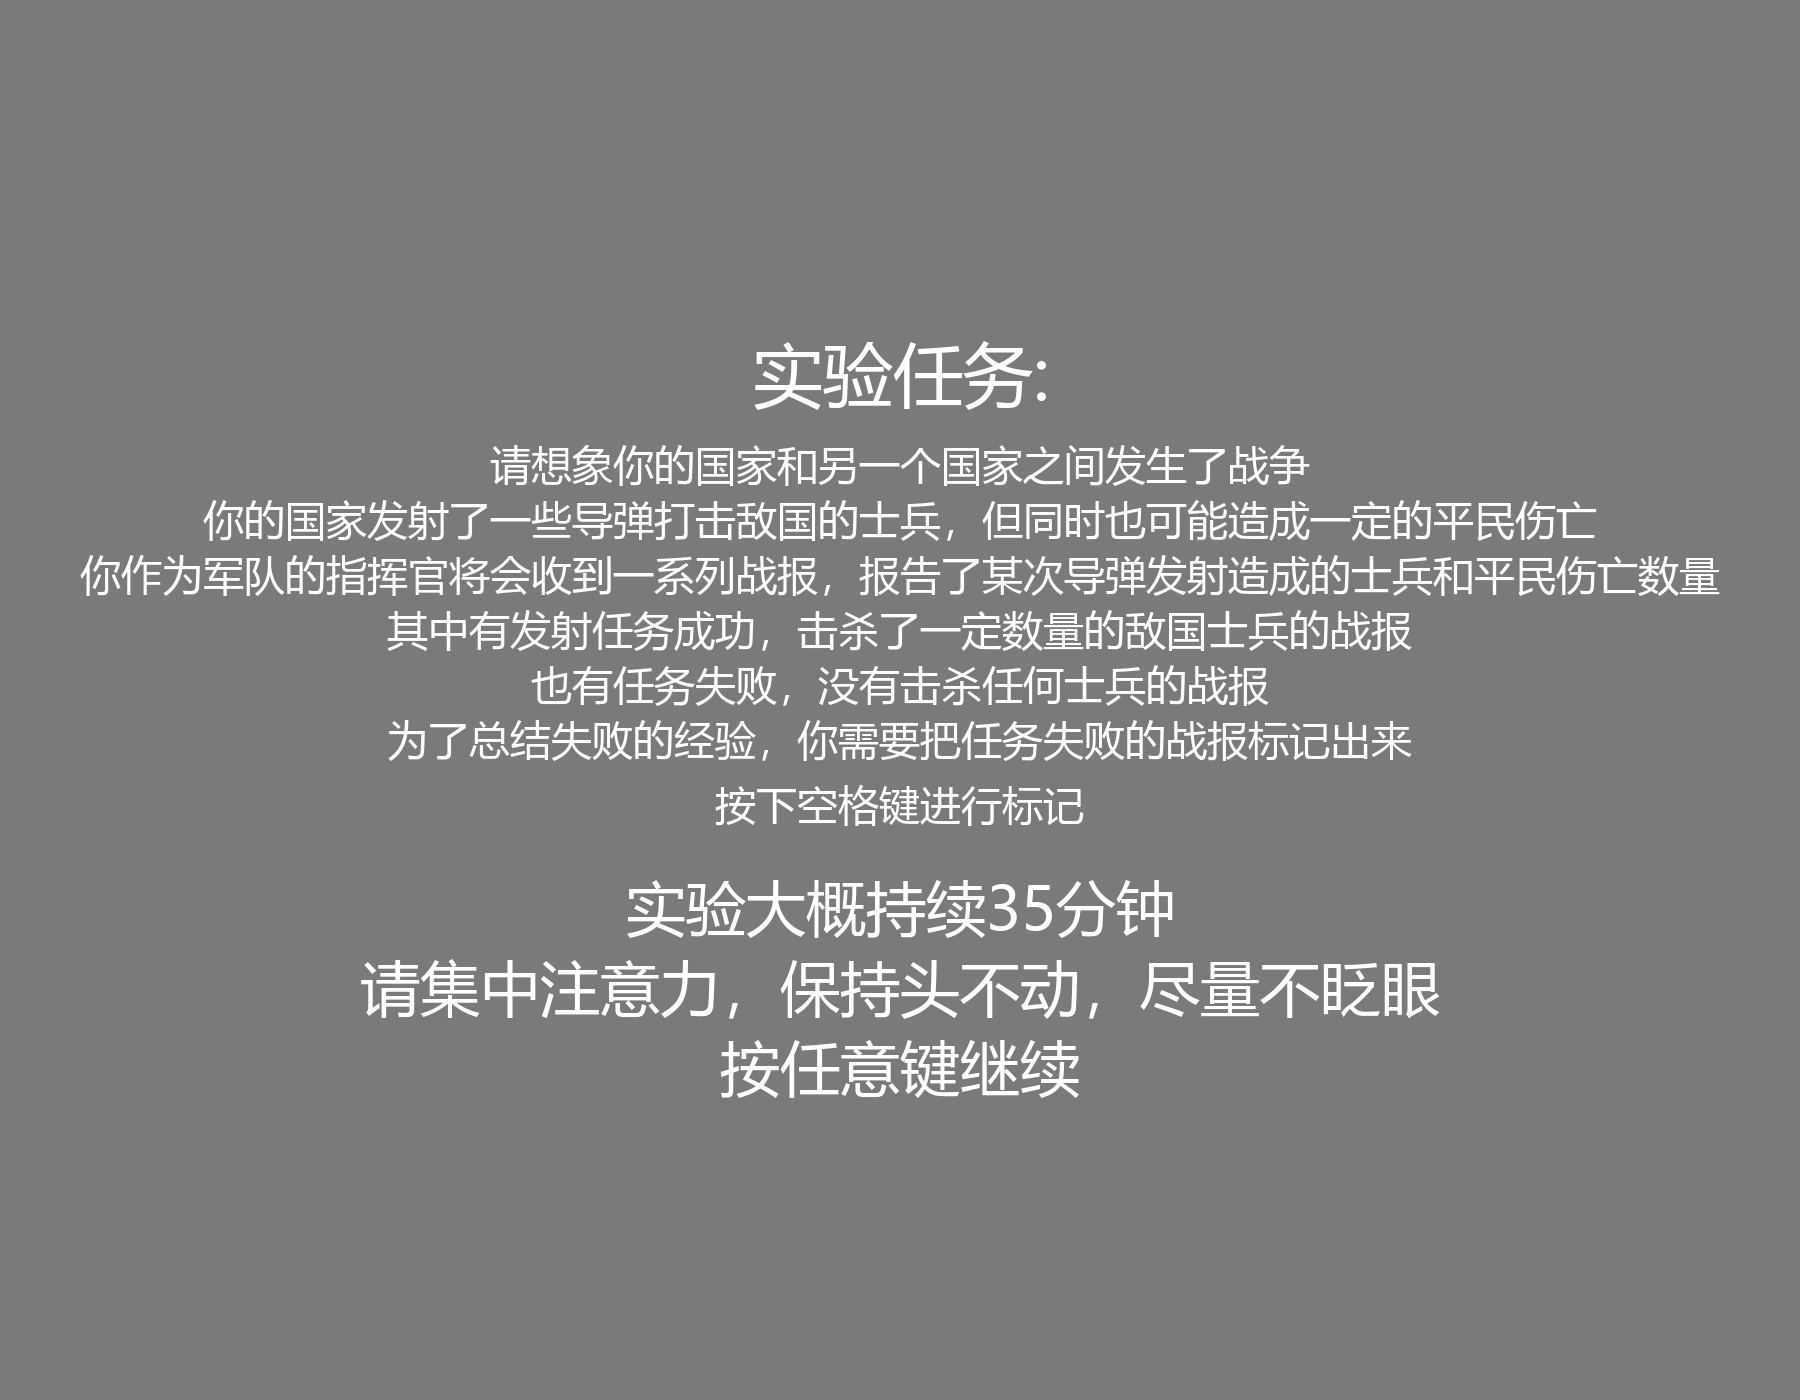 实验任务:
请想象你的国家和另一个国家之间发生了战争
你的国家发射了一些导弹打击敌国的士兵，但同时也可能造成一定的平民伤亡
你作为军队的指挥官将会收到一系列战报，报告了某次导弹发射造成的士兵和平民伤亡数量
其中有发射任务成功，击杀了一定数量的敌国士兵的战报
也有任务失败，没有击杀任何士兵的战报
为了总结失败的经验，你需要把任务失败的战报标记出来
按下空格键进行标记
实验大概持续35分钟
请集中注意力，保持头不动，尽量不眨眼
按任意键继续